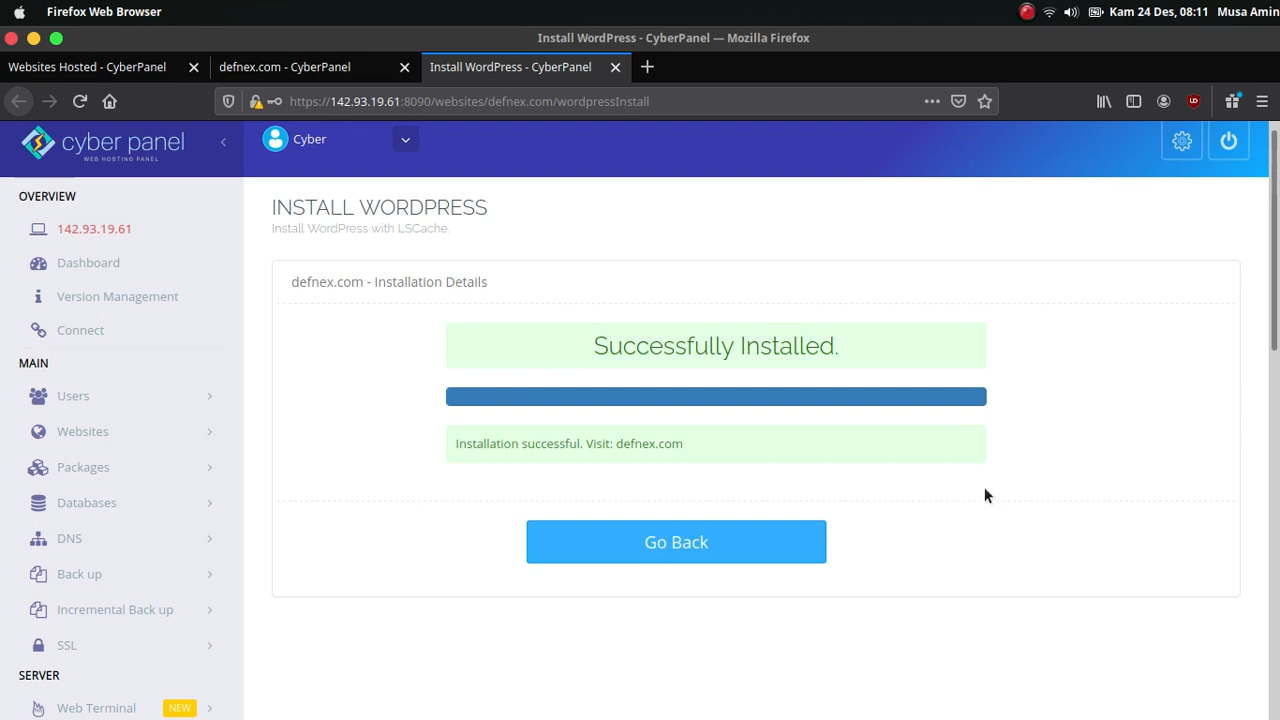 Firefox Web Browser
Kam 24 Des, 08:11 Musa Amin
Install WordPress - CyberPanel — Mozilla Firefox
Websites Hosted - CyberPanel
defnex.com - CyberPanel
Install WordPress - CyberPanel
https://142.93.19.61:8090/websites/defnex.com/wordpressInstall
cyber panel
WEB HOSTING PANEL
Cyber
OVERVIEW
142.93.19.61
Dashboard
Version Management
Connect
MAIN
Users
Websites
Packages
Databases
DNS
Back up
Incremental Back up
SSL
SERVER
Web Terminal NEW
INSTALL WORDPRESS
Install WordPress with LSCache.
defnex.com - Installation Details
Successfully Installed.
Installation successful. Visit: defnex.com
Go Back